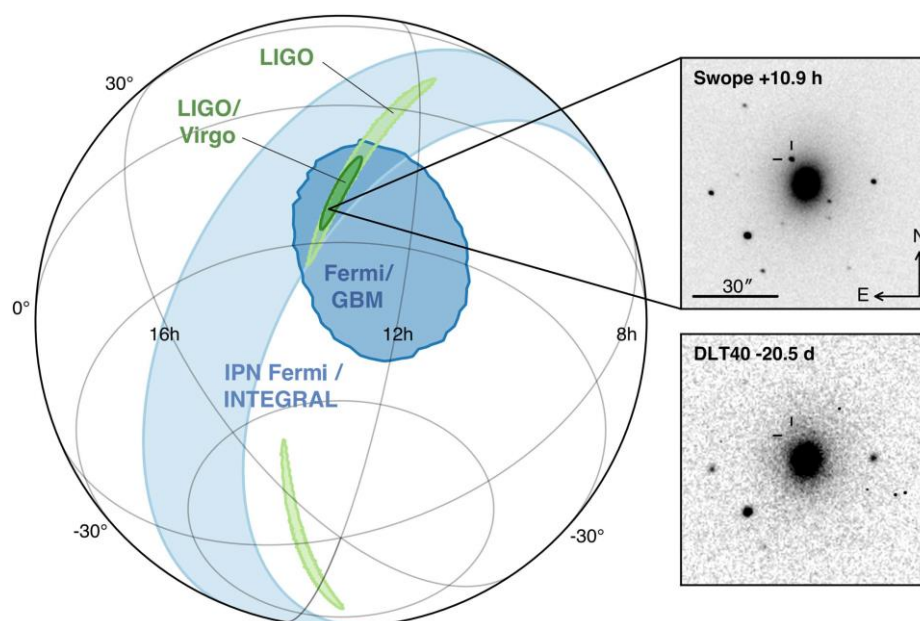 LIGO
LIGO/
Virgo
30°
0°
16h
12h
8h
Fermi/
GBM
IPN Fermi /
INTEGRAL
-30°
-30°
Swope +10.9 h
N
30″
E
DLT40 -20.5 d